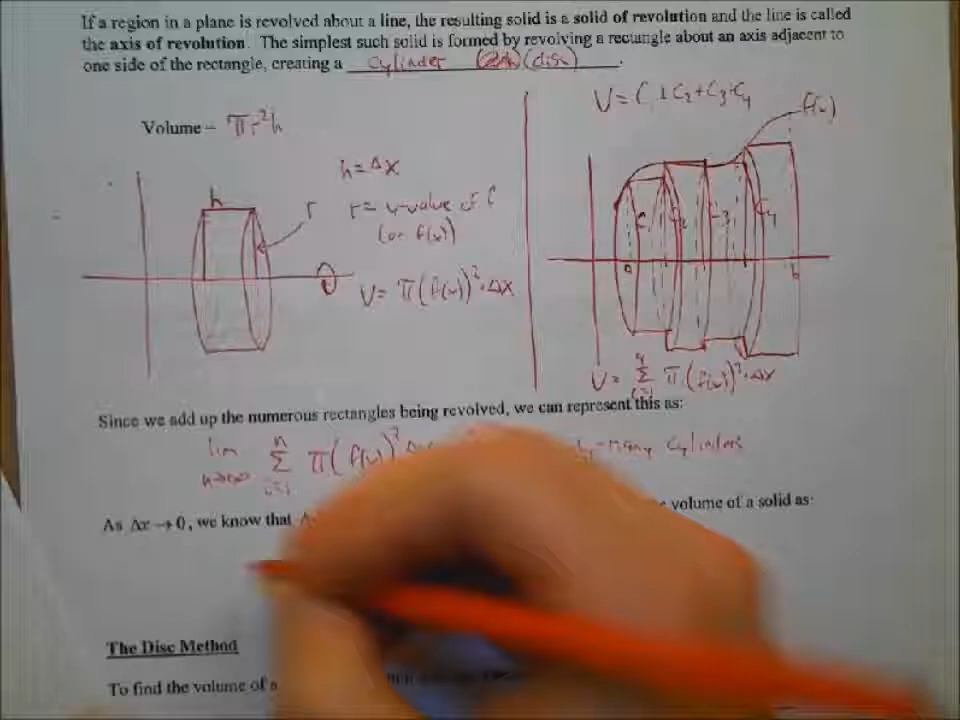 If a region in a plane is revolved about a line, the resulting solid is a solid of revolution and the line is called
the axis of revolution. The simplest such solid is formed by revolving a rectangle about an axis adjacent to
one side of the rectangle, creating a cylinder (disc).
V = C1 + C2 + C3 + C4
f(x)
Volume – πr²h
h = Δx
h
r
r = y-value of f
(or f(x))
V = π(f(x))²·Δx
C1 C2 C3 C4
a
b
V = 4 Σ i=1 π(f(x))²·Δx
Since we add up the numerous rectangles being revolved, we can represent this as:
lim n→∞ n Σ i=1 π(f(x))² many cylinders
As Δx → 0, we know that volume of a solid as:
The Disc Method
To find the volume of a